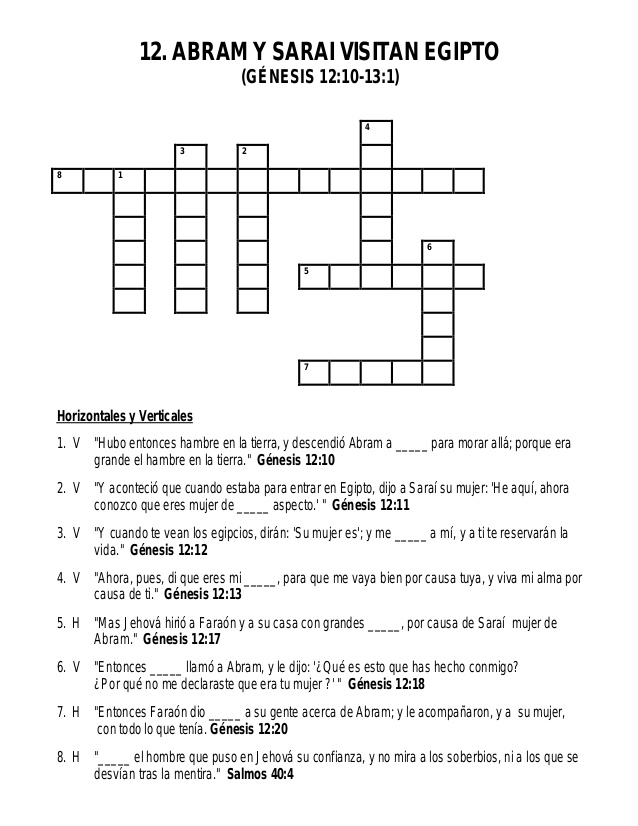 12. ABRAM Y SARAI VISITAN EGIPTO
(GÉNESIS 12:10-13:1)
4
3 2
8 1
6
5
7
Horizontales y Verticales
1. V "Hubo entonces hambre en la tierra, y descendió Abram a _____ para morar allá; porque era
grande el hambre en la tierra." Génesis 12:10
2. V "Y aconteció que cuando estaba para entrar en Egipto, dijo a Saraí su mujer: 'He aquí, ahora
conozco que eres mujer de _____ aspecto.' " Génesis 12:11
3. V "Y cuando te vean los egipcios, dirán: 'Su mujer es'; y me _____ a mí, y a ti te reservarán la
vida." Génesis 12:12
4. V "Ahora, pues, di que eres mi _____, para que me vaya bien por causa tuya, y viva mi alma por
causa de ti." Génesis 12:13
5. H "Mas Jehová hirió a Faraón y a su casa con grandes _____, por causa de Saraí mujer de
Abram." Génesis 12:17
6. V "Entonces _____ llamó a Abram, y le dijo: '¿Qué es esto que has hecho conmigo?
¿Por qué no me declaraste que era tu mujer ?' " Génesis 12:18
7. H "Entonces Faraón dio _____ a su gente acerca de Abram; y le acompañaron, y a su mujer,
con todo lo que tenía. Génesis 12:20
8. H "_____ el hombre que puso en Jehová su confianza, y no mira a los soberbios, ni a los que se
desvían tras la mentira." Salmos 40:4